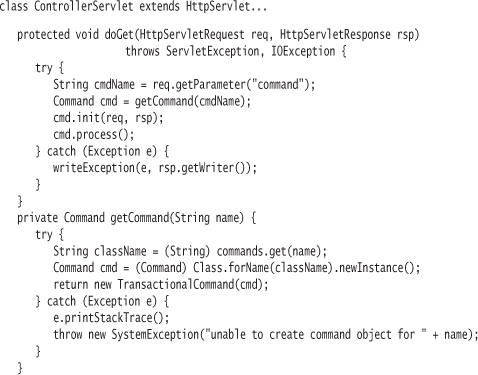 class ControllerServlet extends HttpServlet...
protected void doGet(HttpServletRequest req, HttpServletResponse rsp)
throws ServletException, IOException {
try {
String cmdName = req.getParameter("command");
Command cmd = getCommand(cmdName);
cmd.init(req, rsp);
cmd.process();
} catch (Exception e) {
writeException(e, rsp.getWriter());
}
}
private Command getCommand(String name) {
try {
String className = (String) commands.get(name);
Command cmd = (Command) Class.forName(className).newInstance();
return new TransactionalCommand(cmd);
} catch (Exception e) {
e.printStackTrace();
throw new SystemException("unable to create command object for " + name);
}
}